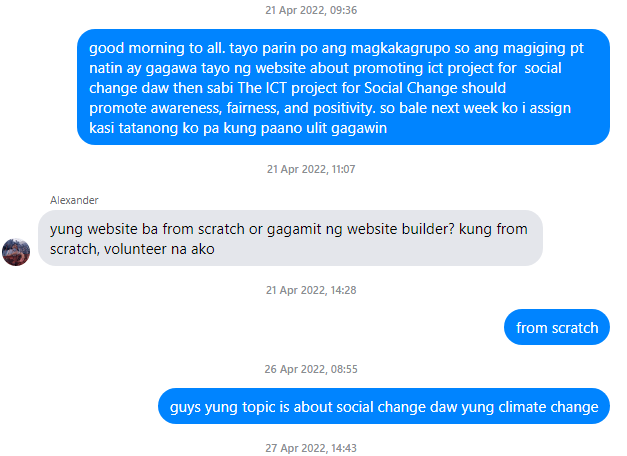 21 Apr 2022, 09:36
good morning to all. tayo parin po ang magkakagrupo so ang magiging pt
natin ay gagawa tayo ng website about promoting ict project for  social
change daw then sabi The ICT project for Social Change should
promote awareness, fairness, and positivity. so bale next week ko i assign
kasi tatanong ko pa kung paano ulit gagawin
21 Apr 2022, 11:07
Alexander
yung website ba from scratch or gagamit ng website builder? kung from
scratch, volunteer na ako
21 Apr 2022, 14:28
from scratch
26 Apr 2022, 08:55
guys yung topic is about social change daw yung climate change
27 Apr 2022, 14:43